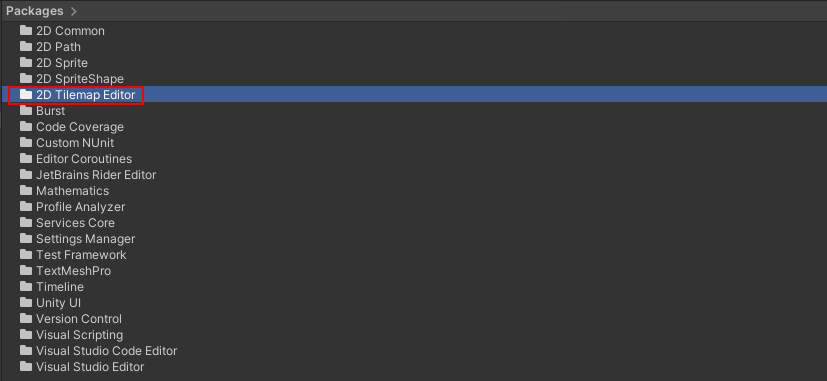 Packages >
2D Common
2D Path
2D Sprite
2D SpriteShape
2D Tilemap Editor
Burst
Code Coverage
Custom NUnit
Editor Coroutines
JetBrains Rider Editor
Mathematics
Profile Analyzer
Services Core
Settings Manager
Test Framework
TextMeshPro
Timeline
Unity UI
Version Control
Visual Scripting
Visual Studio Code Editor
Visual Studio Editor